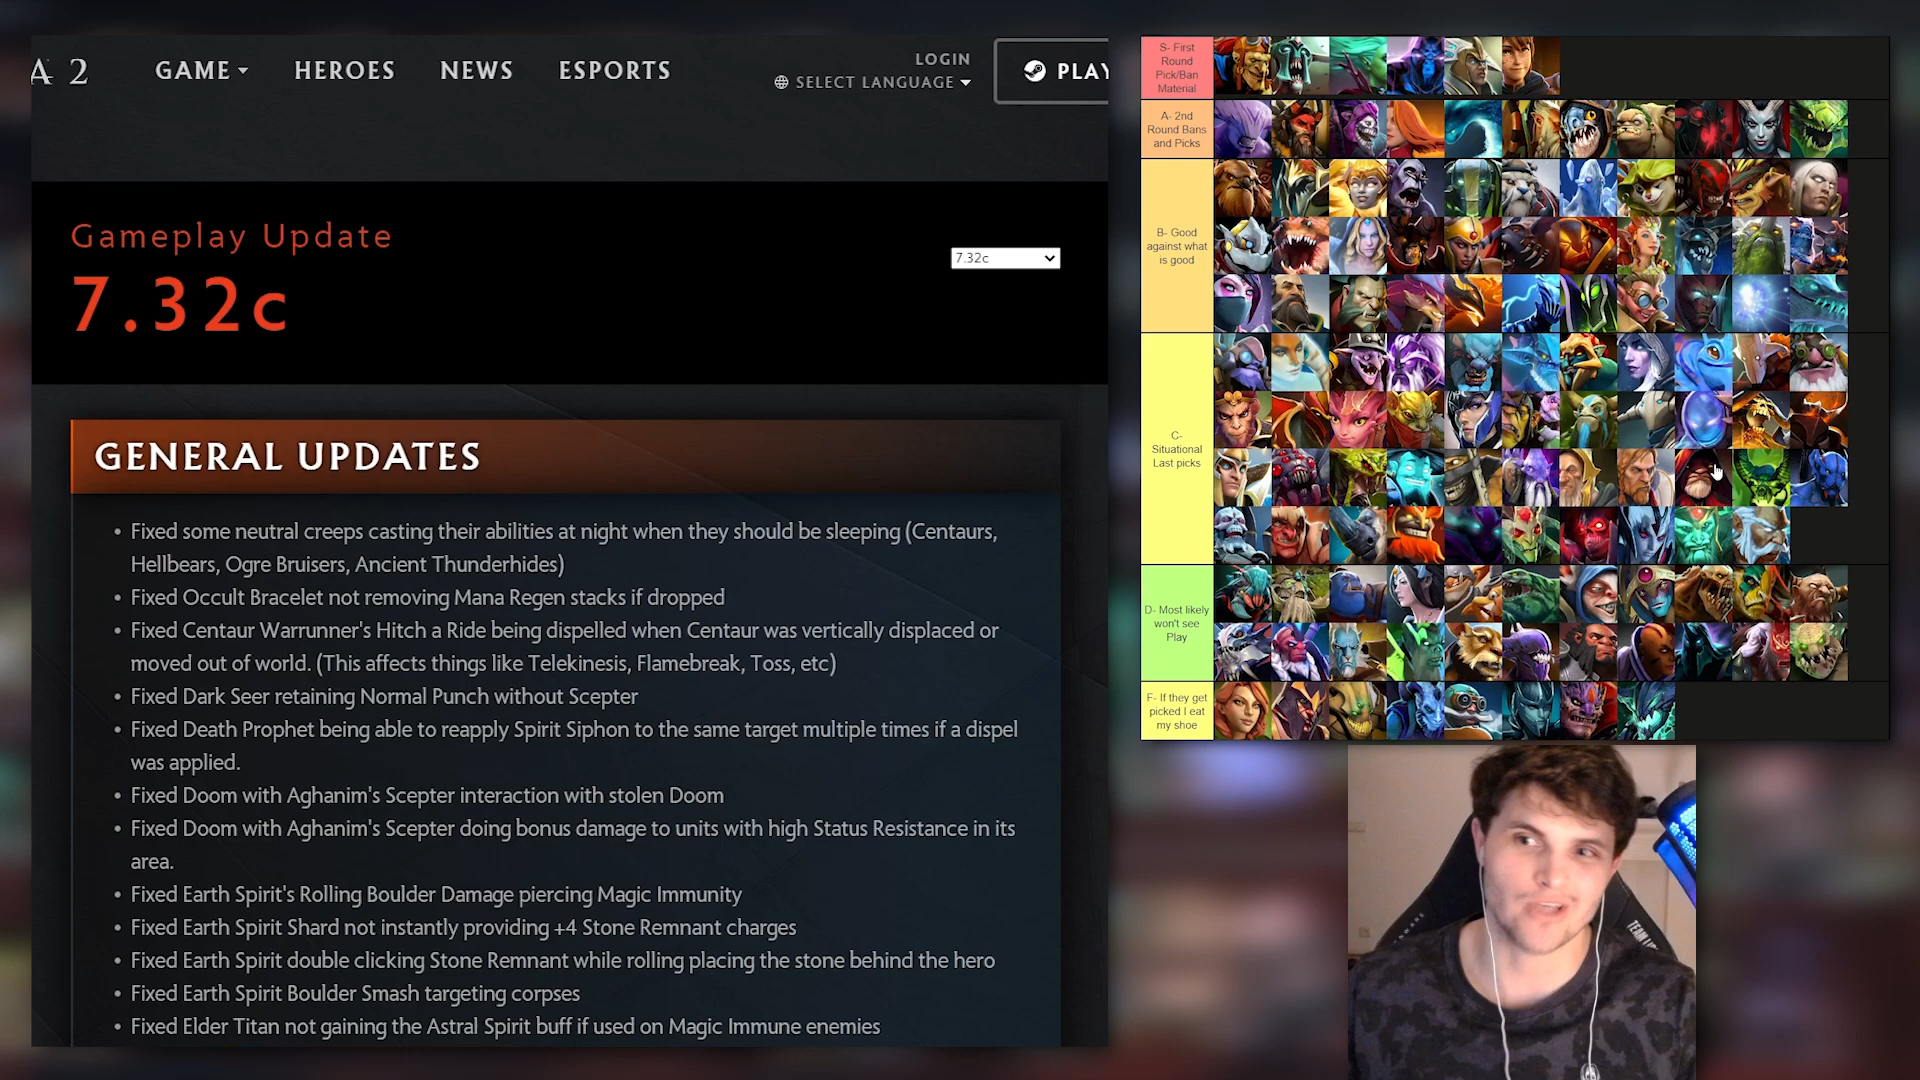 A 2
GAME
HEROES
NEWS
ESPORTS
LOGIN
SELECT LANGUAGE
PLAY
Gameplay Update
7.32c
7.32c
GENERAL UPDATES
• Fixed some neutral creeps casting their abilities at night when they should be sleeping (Centaurs,
Hellbears, Ogre Bruisers, Ancient Thunderhides)
• Fixed Occult Bracelet not removing Mana Regen stacks if dropped
• Fixed Centaur Warrunner's Hitch a Ride being dispelled when Centaur was vertically displaced or
moved out of world. (This affects things like Telekinesis, Flamebreak, Toss, etc)
• Fixed Dark Seer retaining Normal Punch without Scepter
• Fixed Death Prophet being able to reapply Spirit Siphon to the same target multiple times if a dispel
was applied.
• Fixed Doom with Aghanim's Scepter interaction with stolen Doom
• Fixed Doom with Aghanim's Scepter doing bonus damage to units with high Status Resistance in its
area.
• Fixed Earth Spirit's Rolling Boulder Damage piercing Magic Immunity
• Fixed Earth Spirit Shard not instantly providing +4 Stone Remnant charges
• Fixed Earth Spirit double clicking Stone Remnant while rolling placing the stone behind the hero
• Fixed Earth Spirit Boulder Smash targeting corpses
• Fixed Elder Titan not gaining the Astral Spirit buff if used on Magic Immune enemies
S- First
Round
Pick/Ban
Material
A- 2nd
Round Bans
and Picks
B- Good
against what
is good
C-
Situational
Last picks
D- Most likely
won't see
Play
F- If they get
picked I eat
my shoe